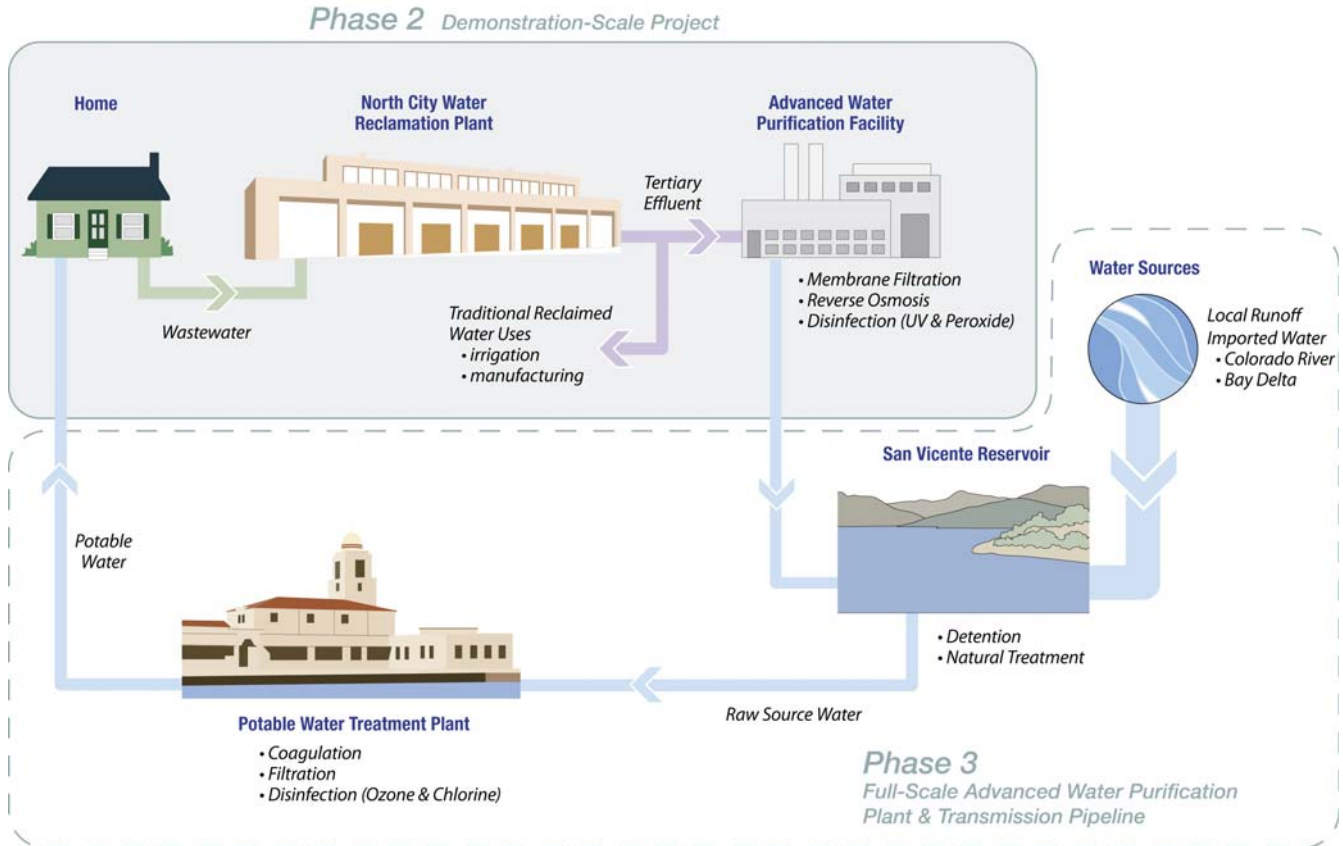 Phase 2 Demonstration-Scale Project
Home
North City Water
Reclamation Plant
Advanced Water
Purification Facility
Tertiary
Effluent
Wastewater
Traditional Reclaimed
Water Uses
• irrigation
• manufacturing
• Membrane Filtration
• Reverse Osmosis
• Disinfection (UV & Peroxide)
Water Sources
Local Runoff
Imported Water
• Colorado River
• Bay Delta
San Vicente Reservoir
• Detention
• Natural Treatment
Potable
Water
Raw Source Water
Potable Water Treatment Plant
• Coagulation
• Filtration
• Disinfection (Ozone & Chlorine)
Phase 3
Full-Scale Advanced Water Purification
Plant & Transmission Pipeline